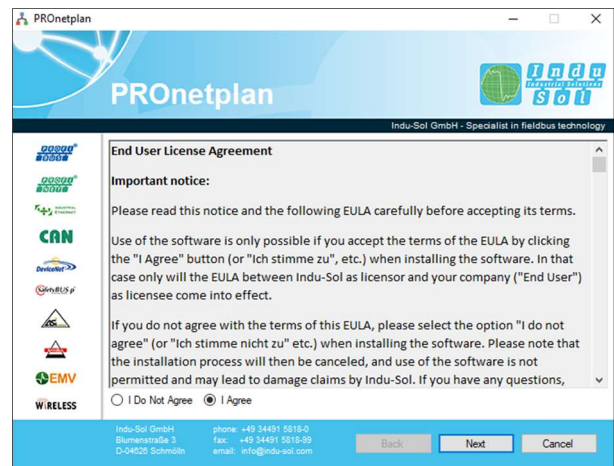 PROnetplan
PROnetplan
Indu
Industrial Solutions
Sol
Indu-Sol GmbH - Specialist in fieldbus technology
End User License Agreement
Important notice:
Please read this notice and the following EULA carefully before accepting its terms.
Use of the software is only possible if you accept the terms of the EULA by clicking
the "I Agree" button (or "Ich stimme zu", etc.) when installing the software. In that
case only will the EULA between Indu-Sol as licensor and your company ("End User")
as licensee come into effect.
If you do not agree with the terms of this EULA, please select the option "I do not
agree" (or "Ich stimme nicht zu" etc.) when installing the software. Please note that
the installation process will then be canceled, and use of the software is not
permitted and may lead to damage claims by Indu-Sol. If you have any questions,
INDUSTRIAL
ETHERNET
CAN
DeviceNet
SafetyBUS p
EMV
WIRELESS
I Do Not Agree
I Agree
Indu-Sol GmbH phone: +49 34491 5818-0
Blumenstraße 3 fax: +49 34491 5818-99
D-04626 Schmölln email: info@indu-sol.com
Back
Next
Cancel